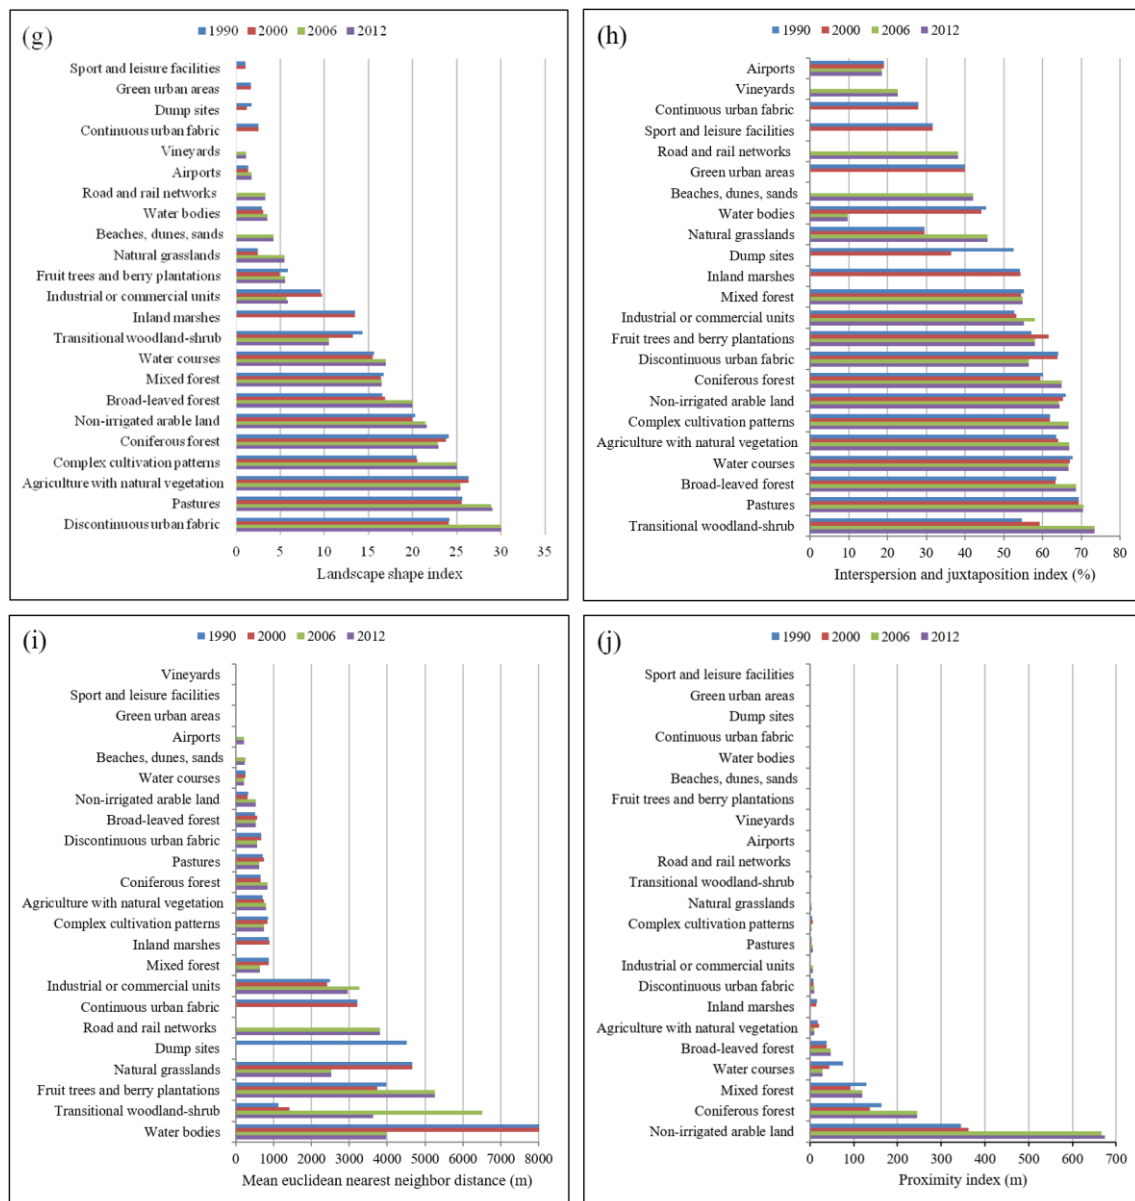 (g)
1990 2000 2006 2012
Sport and leisure facilities
Green urban areas
Dump sites
Continuous urban fabric
Vineyards
Airports
Road and rail networks
Water bodies
Beaches, dunes, sands
Natural grasslands
Fruit trees and berry plantations
Industrial or commercial units
Inland marshes
Transitional woodland-shrub
Water courses
Mixed forest
Broad-leaved forest
Non-irrigated arable land
Coniferous forest
Complex cultivation patterns
Agriculture with natural vegetation
Pastures
Discontinuous urban fabric
0 5 10 15 20 25 30 35
Landscape shape index
(h)
1990 2000 2006 2012
Airports
Vineyards
Continuous urban fabric
Sport and leisure facilities
Road and rail networks
Green urban areas
Beaches, dunes, sands
Water bodies
Natural grasslands
Dump sites
Inland marshes
Mixed forest
Industrial or commercial units
Fruit trees and berry plantations
Discontinuous urban fabric
Coniferous forest
Non-irrigated arable land
Complex cultivation patterns
Agriculture with natural vegetation
Water courses
Broad-leaved forest
Pastures
Transitional woodland-shrub
0 10 20 30 40 50 60 70 80
Interspersion and juxtaposition index (%)
(i)
1990 2000 2006 2012
Vineyards
Sport and leisure facilities
Green urban areas
Airports
Beaches, dunes, sands
Water courses
Non-irrigated arable land
Broad-leaved forest
Discontinuous urban fabric
Pastures
Coniferous forest
Agriculture with natural vegetation
Complex cultivation patterns
Inland marshes
Mixed forest
Industrial or commercial units
Continuous urban fabric
Road and rail networks
Dump sites
Natural grasslands
Fruit trees and berry plantations
Transitional woodland-shrub
Water bodies
0 1000 2000 3000 4000 5000 6000 7000 8000
Mean euclidean nearest neighbor distance (m)
(j)
1990 2000 2006 2012
Sport and leisure facilities
Green urban areas
Dump sites
Continuous urban fabric
Water bodies
Beaches, dunes, sands
Fruit trees and berry plantations
Vineyards
Airports
Road and rail networks
Transitional woodland-shrub
Natural grasslands
Complex cultivation patterns
Pastures
Industrial or commercial units
Discontinuous urban fabric
Inland marshes
Agriculture with natural vegetation
Broad-leaved forest
Water courses
Mixed forest
Coniferous forest
Non-irrigated arable land
0 100 200 300 400 500 600 700
Proximity index (m)